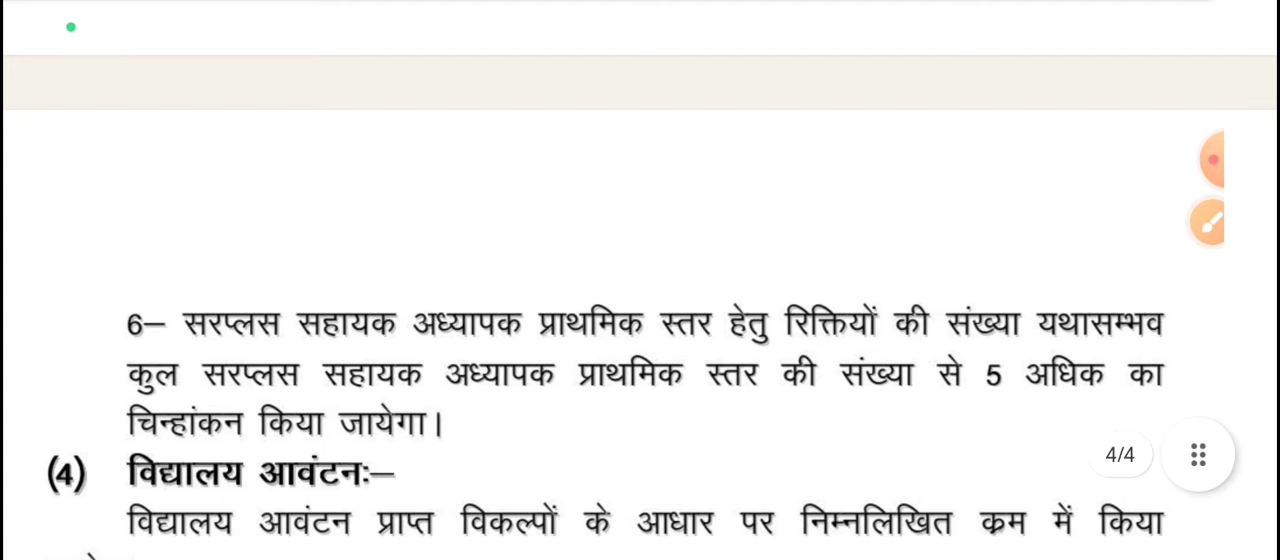 6– सरप्लस सहायक अध्यापक प्राथमिक स्तर हेतु रिक्तियों की संख्या यथासम्भव
कुल सरप्लस सहायक अध्यापक प्राथमिक स्तर की संख्या से 5 अधिक का
चिन्हांकन किया जायेगा।
4/4
(4) विद्यालय आवंटनः–
विद्यालय आवंटन प्राप्त विकल्पों के आधार पर निम्नलिखित क्रम में किया